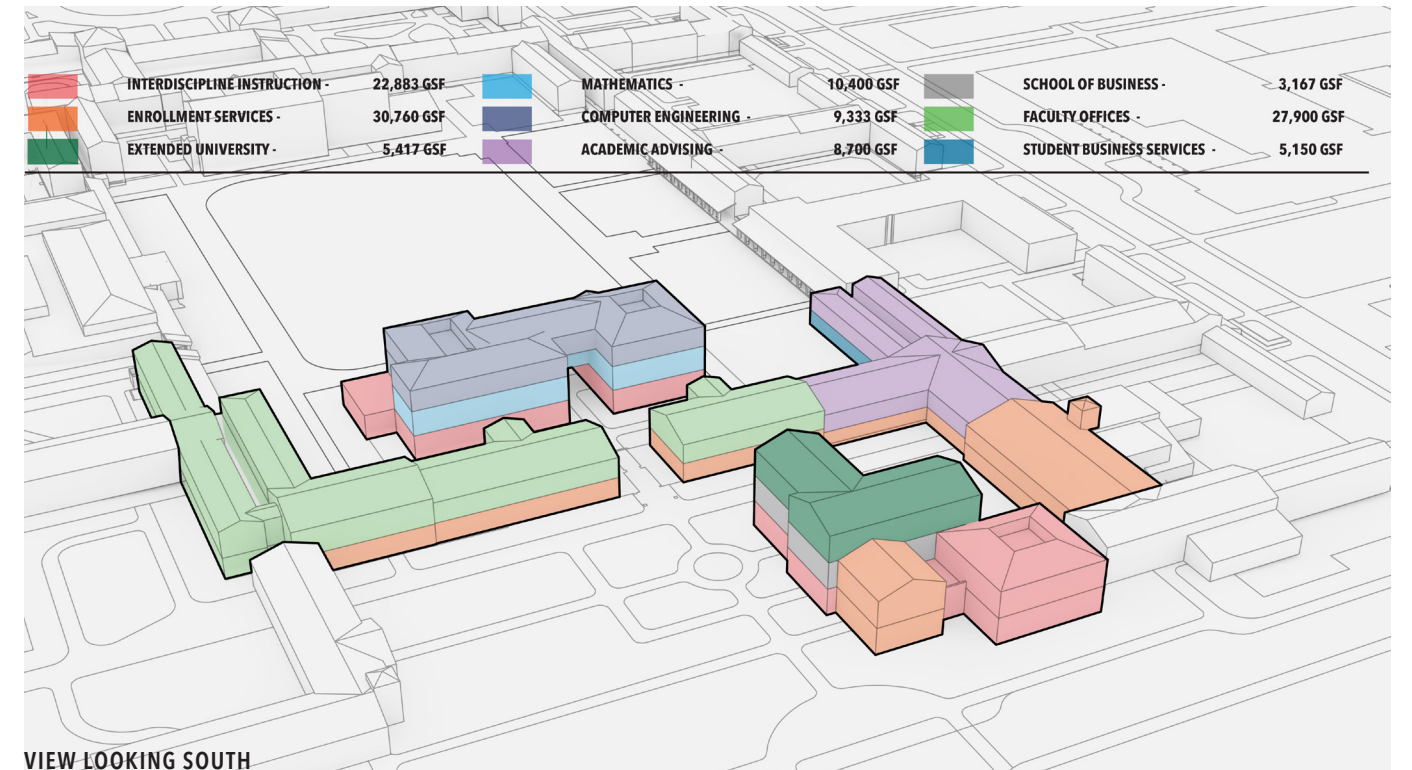 INTERDISCIPLINE INSTRUCTION - 22,883 GSF MATHEMATICS - 10,400 GSF SCHOOL OF BUSINESS - 3,167 GSF
ENROLLMENT SERVICES - 30,760 GSF COMPUTER ENGINEERING - 9,333 GSF FACULTY OFFICES - 27,900 GSF
EXTENDED UNIVERSITY - 5,417 GSF ACADEMIC ADVISING - 8,700 GSF STUDENT BUSINESS SERVICES - 5,150 GSF
VIEW LOOKING SOUTH